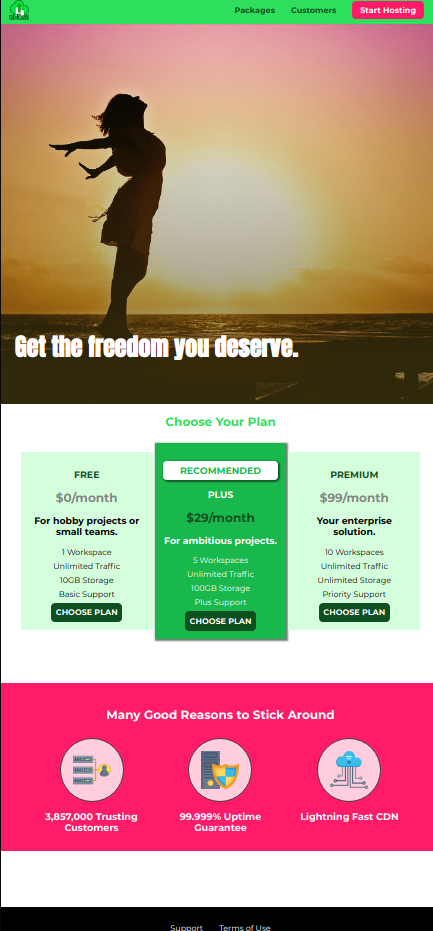 Packages Customers Start Hosting
Get the freedom you deserve.
Choose Your Plan
FREE
$0/month
For hobby projects or
small teams.
1 Workspace
Unlimited Traffic
10GB Storage
Basic Support
CHOOSE PLAN
RECOMMENDED
PLUS
$29/month
For ambitious projects.
5 Workspaces
Unlimited Traffic
100GB Storage
Plus Support
CHOOSE PLAN
PREMIUM
$99/month
Your enterprise
solution.
10 Workspaces
Unlimited Traffic
Unlimited Storage
Priority Support
CHOOSE PLAN
Many Good Reasons to Stick Around
3,857,000 Trusting
Customers
99.999% Uptime
Guarantee
Lightning Fast CDN
Support Terms of Use